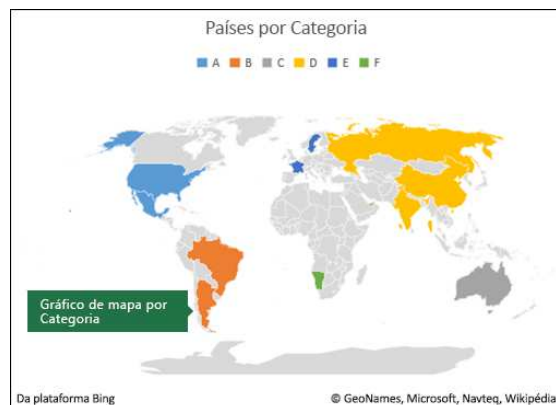 Países por Categoria
A B C D E F
Gráfico de mapa por
Categoria
Da plataforma Bing
© GeoNames, Microsoft, Navteq, Wikipédia